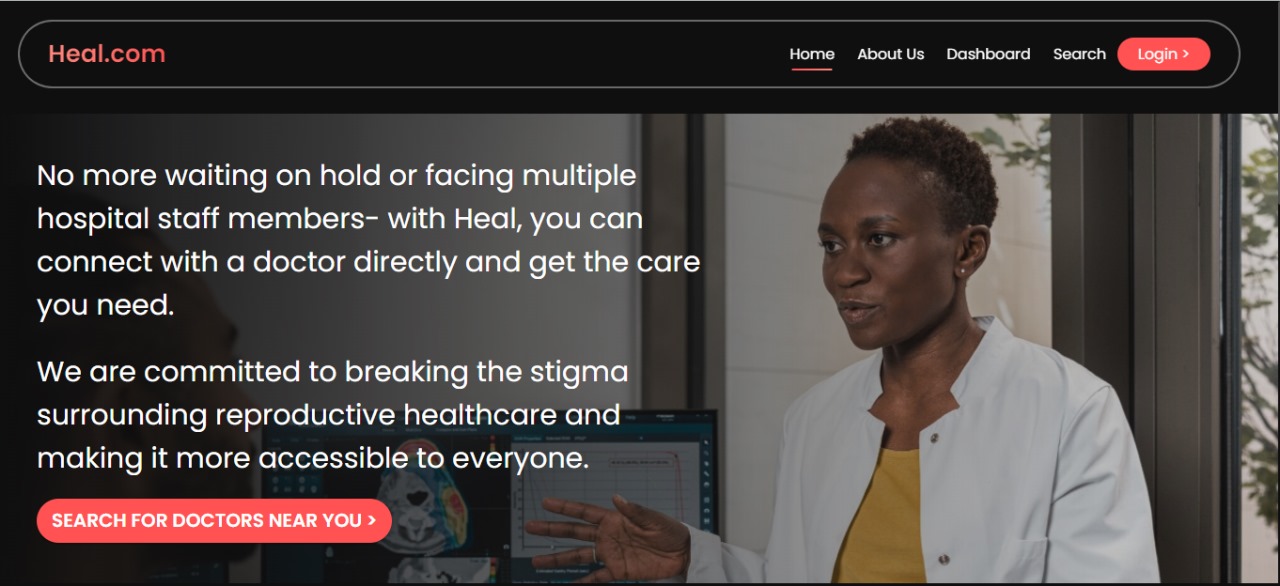 Heal.com
Home About Us Dashboard Search Login >
No more waiting on hold or facing multiple
hospital staff members- with Heal, you can
connect with a doctor directly and get the care
you need.
We are committed to breaking the stigma
surrounding reproductive healthcare and
making it more accessible to everyone.
SEARCH FOR DOCTORS NEAR YOU >